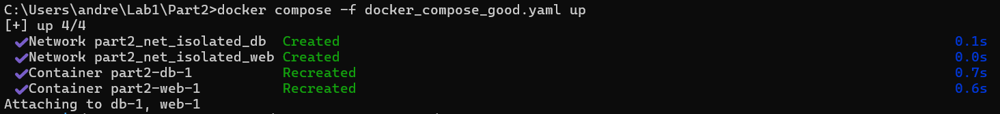 C:\Users\andre\Lab1\Part2>docker compose -f docker_compose_good.yaml up
[+] up 4/4
✔Network part2_net_isolated_db Created 0.1s
✔Network part2_net_isolated_web Created 0.0s
✔Container part2-db-1 Recreated 0.7s
✔Container part2-web-1 Recreated 0.6s
Attaching to db-1, web-1